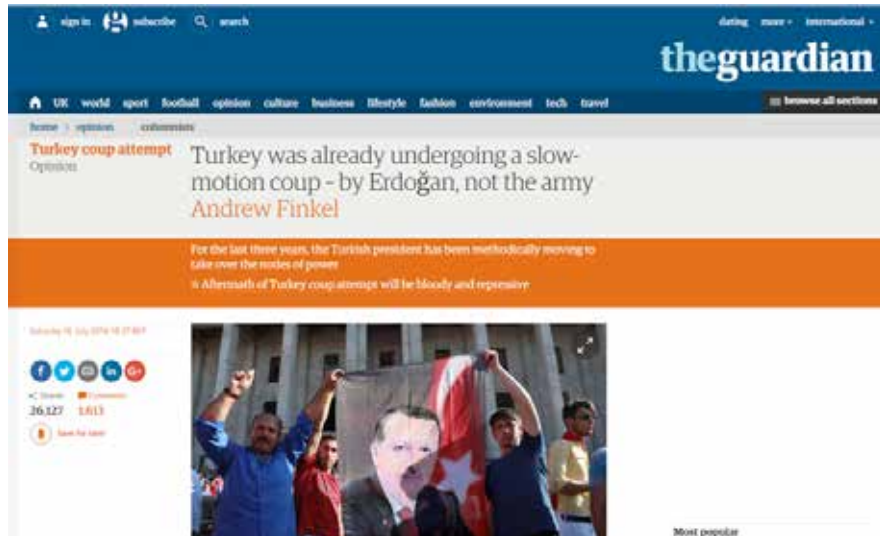 sign in subscribe search dating more international
theguardian
UK world sport football opinion culture business lifestyle fashion environment tech travel browse all sections
home opinion columnists
Turkey coup attempt
Opinion
Turkey was already undergoing a slow-
motion coup – by Erdoğan, not the army
Andrew Finkel
For the last three years, the Turkish president has been methodically moving to
take over the nodes of power
Aftermath of Turkey coup attempt will be bloody and repressive
Saturday 16 July 2016
Shares Comments
26,127 1,613
Save for later
Most popular